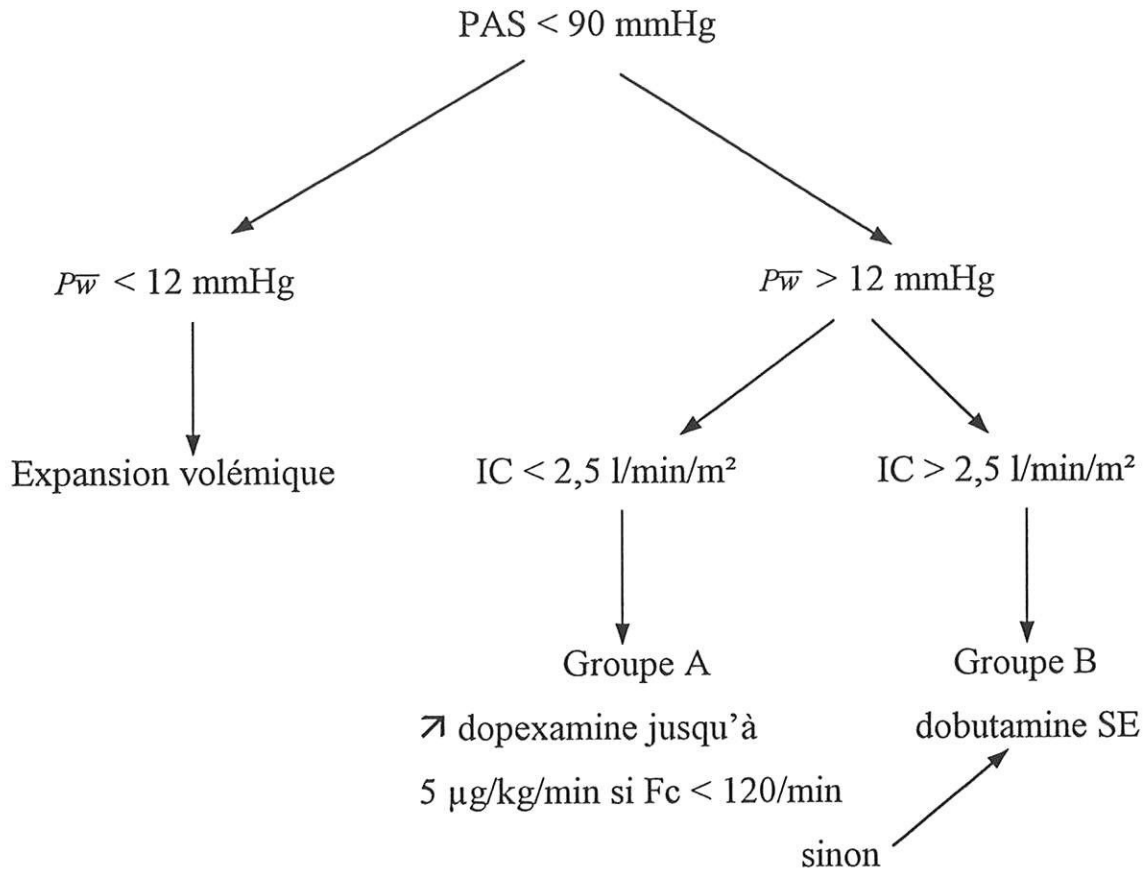 PAS < 90 mmHg
Pw̅ < 12 mmHg
Pw̅ > 12 mmHg
Expansion volémique
IC < 2,5 l/min/m²
IC > 2,5 l/min/m²
Groupe A
Groupe B
↗ dopexamine jusqu’à
dobutamine SE
5 µg/kg/min si Fc < 120/min
sinon